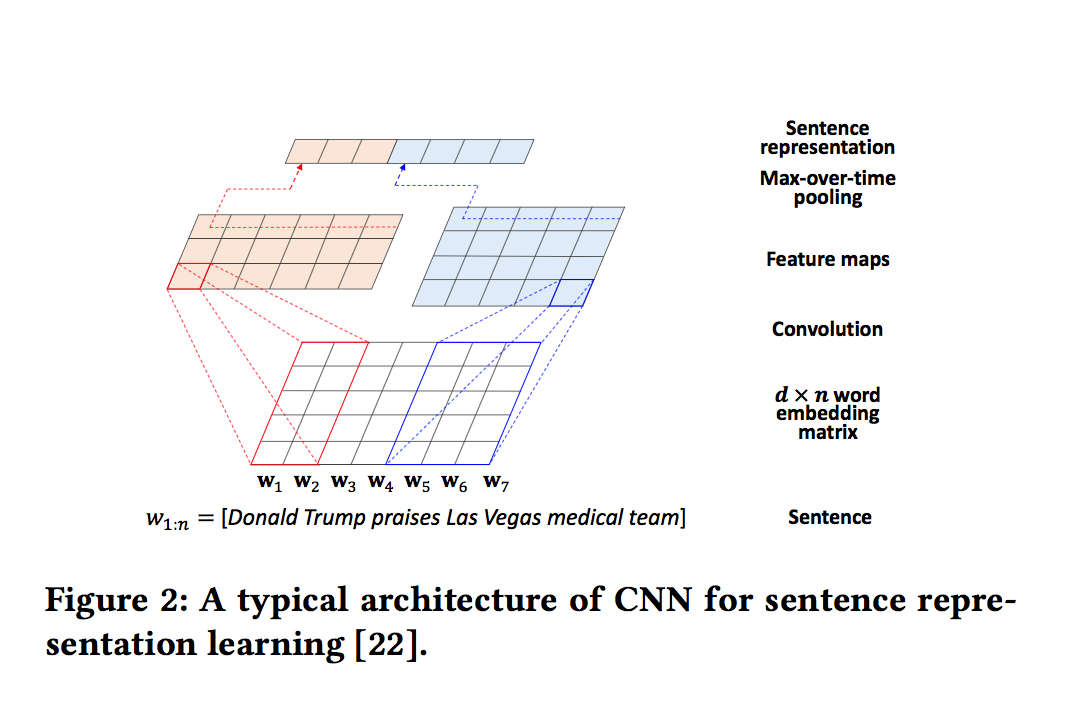 Sentence
representation
Max-over-time
pooling
Feature maps
Convolution
d × n word
embedding
matrix
w₁ w₂ w₃ w₄ w₅ w₆ w₇
w₁:ₙ = [Donald Trump praises Las Vegas medical team]
Sentence
Figure 2: A typical architecture of CNN for sentence repre-
sentation learning [22].